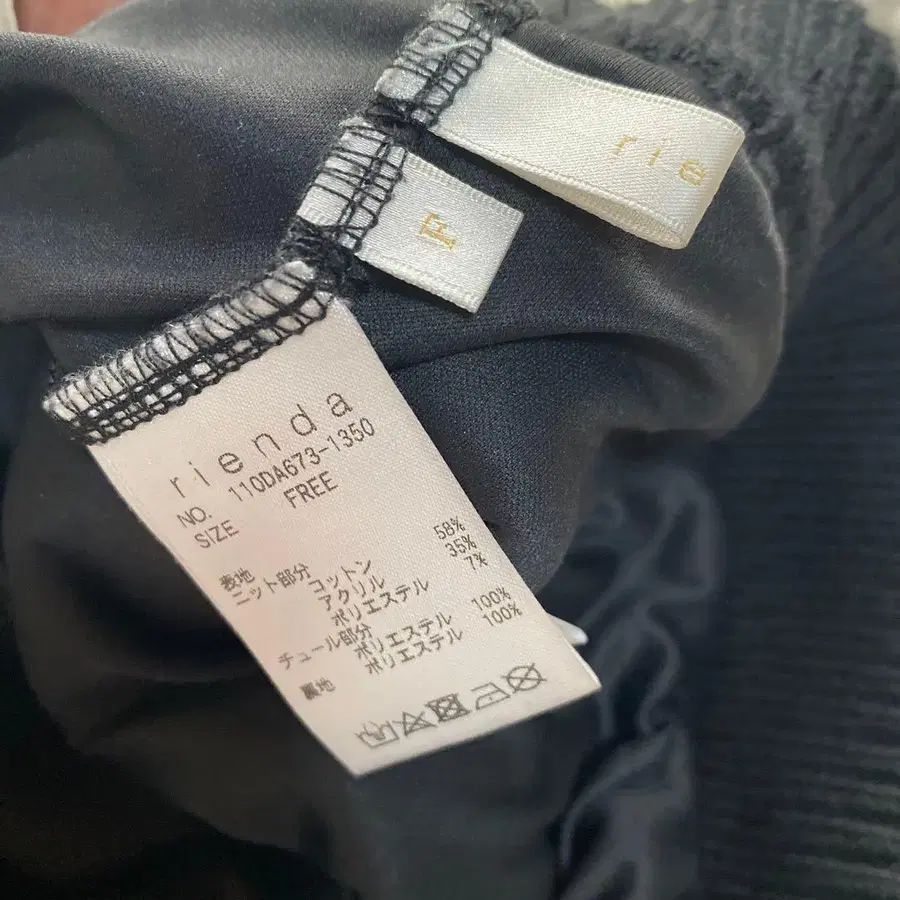 rie
F
rienda
NO. 110DA673-1350
SIZE FREE
表地
ニット部分 コットン 58%
アクリル 35%
ポリエステル 7%
チュール部分 ポリエステル 100%
裏地 ポリエステル 100%